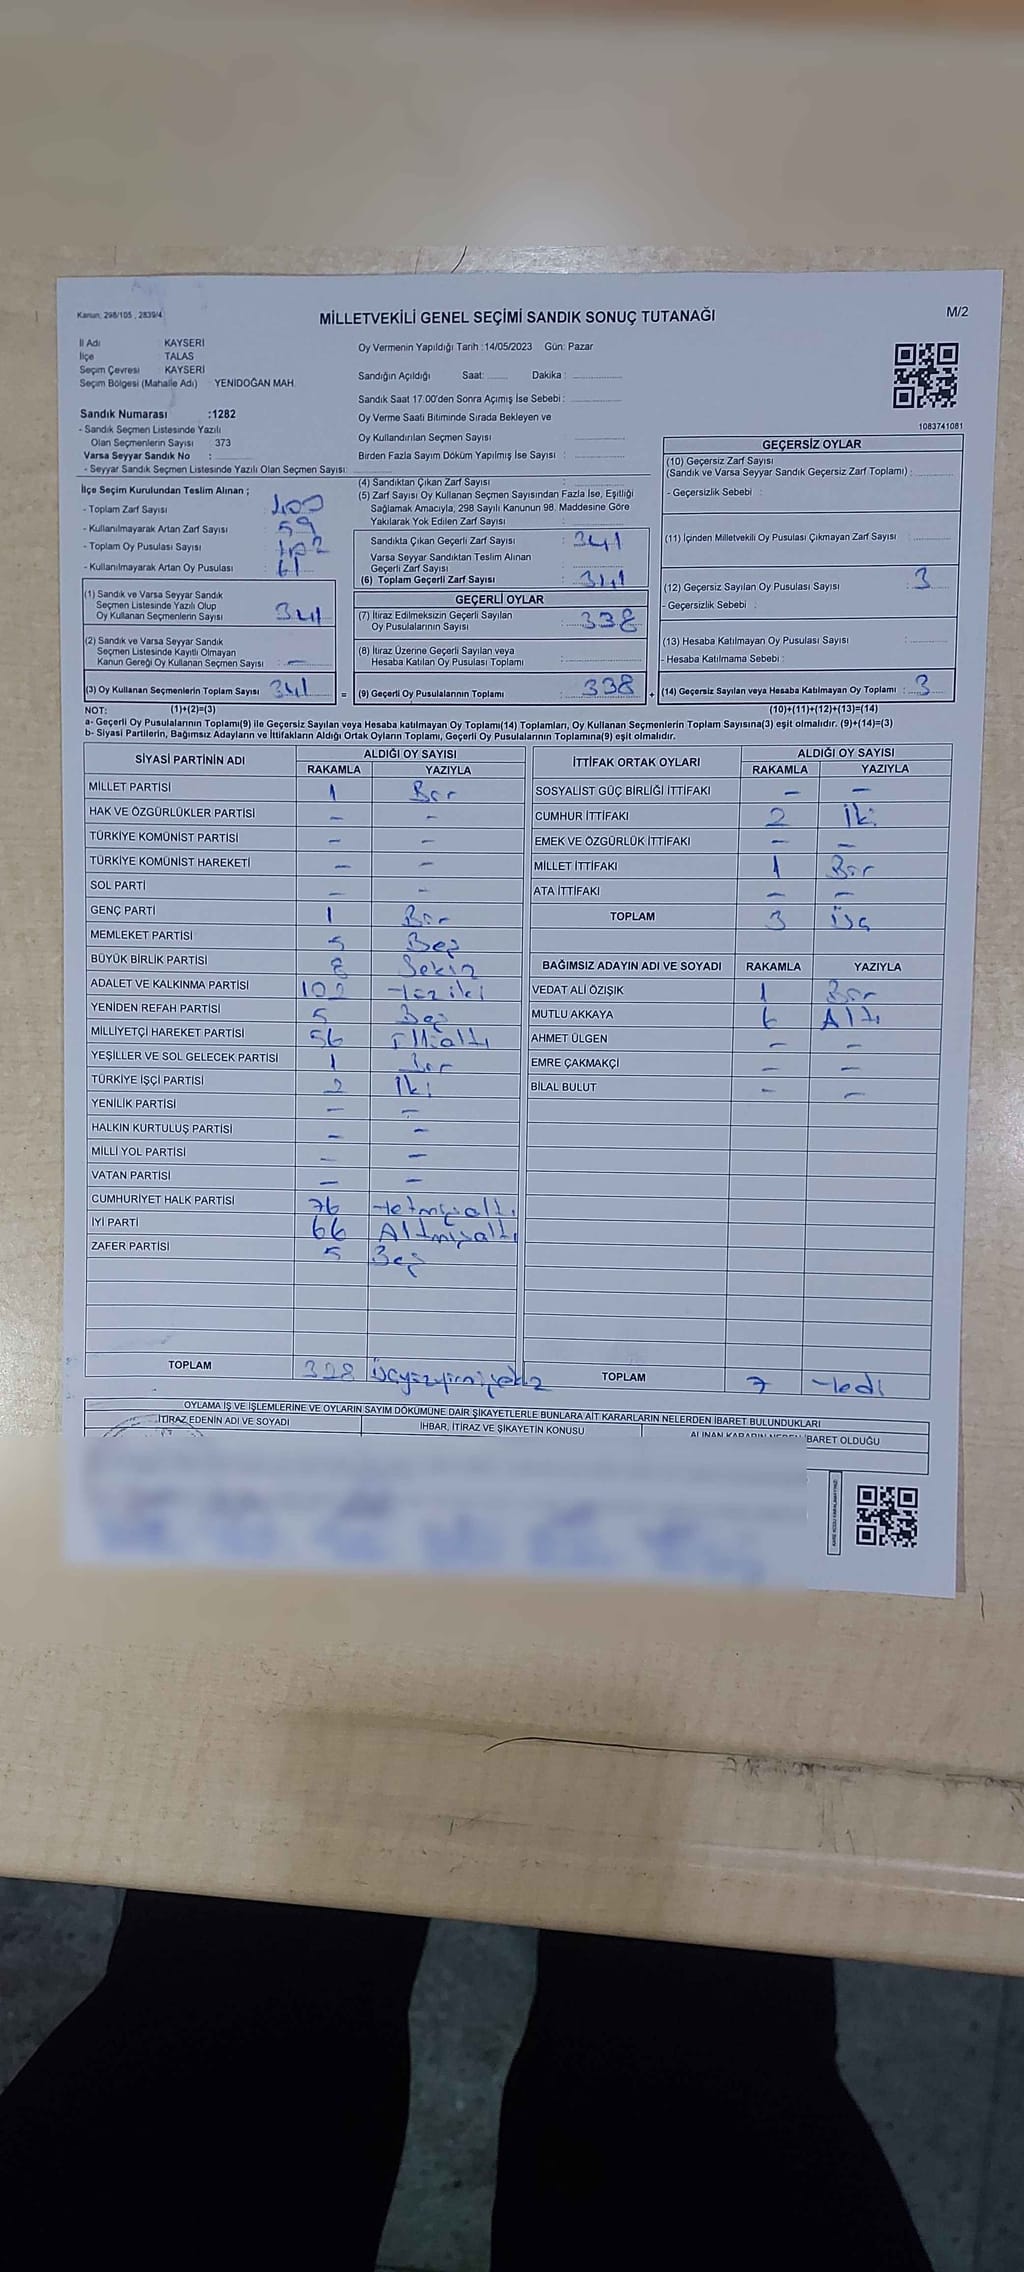 Kanun: 298/105 , 2839/4
MİLLETVEKİLİ GENEL SEÇİMİ SANDIK SONUÇ TUTANAĞI
M/2
İl Adı : KAYSERİ
İlçe : TALAS
Seçim Çevresi : KAYSERİ
Seçim Bölgesi (Mahalle Adı) : YENİDOĞAN MAH.
Sandık Numarası :1282
- Sandık Seçmen Listesinde Yazılı
Olan Seçmenlerin Sayısı : 373
Varsa Seyyar Sandık No :
- Seyyar Sandık Seçmen Listesinde Yazılı Olan Seçmen Sayısı:
Oy Vermenin Yapıldığı Tarih :14/05/2023 Gün: Pazar
Sandığın Açıldığı Saat: Dakika :
Sandık Saat 17.00'den Sonra Açımış İse Sebebi :
Oy Verme Saati Bitiminde Sırada Bekleyen ve
Oy Kullandırılan Seçmen Sayısı :
Birden Fazla Sayım Döküm Yapılmış İse Sayısı :
1083741081
İlçe Seçim Kurulundan Teslim Alınan ;
- Toplam Zarf Sayısı : 400
- Kullanılmayarak Artan Zarf Sayısı : 59
- Toplam Oy Pusulası Sayısı : 402
- Kullanılmayarak Artan Oy Pusulası : 61
(1) Sandık ve Varsa Seyyar Sandık
Seçmen Listesinde Yazılı Olup
Oy Kullanan Seçmenlerin Sayısı : 341
(2) Sandık ve Varsa Seyyar Sandık
Seçmen Listesinde Kayıtlı Olmayan
Kanun Gereği Oy Kullanan Seçmen Sayısı : –
(3) Oy Kullanan Seçmenlerin Toplam Sayısı : 341 =
(4) Sandıktan Çıkan Zarf Sayısı :
(5) Zarf Sayısı Oy Kullanan Seçmen Sayısından Fazla İse, Eşitliği
Sağlamak Amacıyla, 298 Sayılı Kanunun 98. Maddesine Göre
Yakılarak Yok Edilen Zarf Sayısı :
Sandıkta Çıkan Geçerli Zarf Sayısı : 341
Varsa Seyyar Sandıktan Teslim Alınan
Geçerli Zarf Sayısı :
(6) Toplam Geçerli Zarf Sayısı : 341
GEÇERLİ OYLAR
(7) İtiraz Edilmeksizin Geçerli Sayılan
Oy Pusulalarının Sayısı : 338
(8) İtiraz Üzerine Geçerli Sayılan veya
Hesaba Katılan Oy Pusulası Toplamı :
(9) Geçerli Oy Pusulalarının Toplamı : 338 +
GEÇERSİZ OYLAR
(10) Geçersiz Zarf Sayısı
(Sandık ve Varsa Seyyar Sandık Geçersiz Zarf Toplamı) :
- Geçersizlik Sebebi :
(11) İçinden Milletvekili Oy Pusulası Çıkmayan Zarf Sayısı :
(12) Geçersiz Sayılan Oy Pusulası Sayısı : 3
- Geçersizlik Sebebi :
(13) Hesaba Katılmayan Oy Pusulası Sayısı :
- Hesaba Katılmama Sebebi :
(14) Geçersiz Sayılan veya Hesaba Katılmayan Oy Toplamı : 3
NOT: (1)+(2)=(3) (10)+(11)+(12)+(13)=(14)
a- Geçerli Oy Pusulalarının Toplamı(9) ile Geçersiz Sayılan veya Hesaba katılmayan Oy Toplamı(14) Toplamları, Oy Kullanan Seçmenlerin Toplam Sayısına(3) eşit olmalıdır. (9)+(14)=(3)
b- Siyasi Partilerin, Bağımsız Adayların ve İttifakların Aldığı Ortak Oyların Toplamı, Geçerli Oy Pusulalarının Toplamına(9) eşit olmalıdır.
SİYASİ PARTİNİN ADI ALDIĞI OY SAYISI
RAKAMLA YAZIYLA
MİLLET PARTİSİ 1 Bir
HAK VE ÖZGÜRLÜKLER PARTİSİ – –
TÜRKİYE KOMÜNİST PARTİSİ – –
TÜRKİYE KOMÜNİST HAREKETİ – –
SOL PARTİ – –
GENÇ PARTİ 1 Bir
MEMLEKET PARTİSİ 5 Beş
BÜYÜK BİRLİK PARTİSİ 8 Sekiz
ADALET VE KALKINMA PARTİSİ 102 Yüziki
YENİDEN REFAH PARTİSİ 5 Beş
MİLLİYETÇİ HAREKET PARTİSİ 56 Ellialtı
YEŞİLLER VE SOL GELECEK PARTİSİ 1 Bir
TÜRKİYE İŞÇİ PARTİSİ 2 İki
YENİLİK PARTİSİ – –
HALKIN KURTULUŞ PARTİSİ – –
MİLLİ YOL PARTİSİ – –
VATAN PARTİSİ – –
CUMHURİYET HALK PARTİSİ 76 Yetmişaltı
İYİ PARTİ 66 Altmışaltı
ZAFER PARTİSİ 5 Beş
TOPLAM 328 Üçyüzyirmisekiz
İTTİFAK ORTAK OYLARI ALDIĞI OY SAYISI
RAKAMLA YAZIYLA
SOSYALİST GÜÇ BİRLİĞİ İTTİFAKI – –
CUMHUR İTTİFAKI 2 İki
EMEK VE ÖZGÜRLÜK İTTİFAKI – –
MİLLET İTTİFAKI 1 Bir
ATA İTTİFAKI – –
TOPLAM 3 Üç
BAĞIMSIZ ADAYIN ADI VE SOYADI RAKAMLA YAZIYLA
VEDAT ALİ ÖZIŞIK 1 Bir
MUTLU AKKAYA 6 Altı
AHMET ÜLGEN – –
EMRE ÇAKMAKÇİ – –
BİLAL BULUT – –
TOPLAM 7 Yedi
OYLAMA İŞ VE İŞLEMLERİNE VE OYLARIN SAYIM DÖKÜMÜNE DAİR ŞİKAYETLERLE BUNLARA AİT KARARLARIN NELERDEN İBARET BULUNDUKLARI
İTİRAZ EDENİN ADI VE SOYADI İHBAR, İTİRAZ VE ŞİKAYETİN KONUSU ALINAN KARARIN NEDEN İBARET OLDUĞU